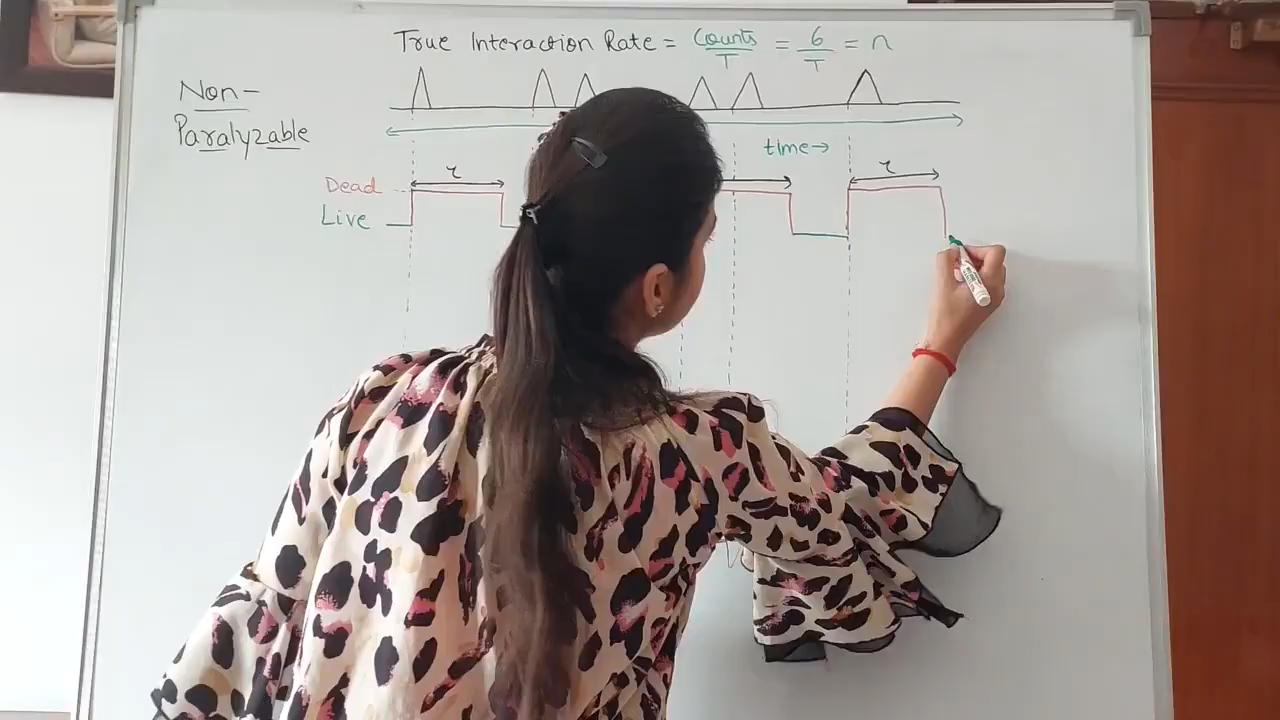 True Interaction Rate = Counts/T = 6/T = n
Non-
Paralyzable
time→
τ τ
Dead
Live